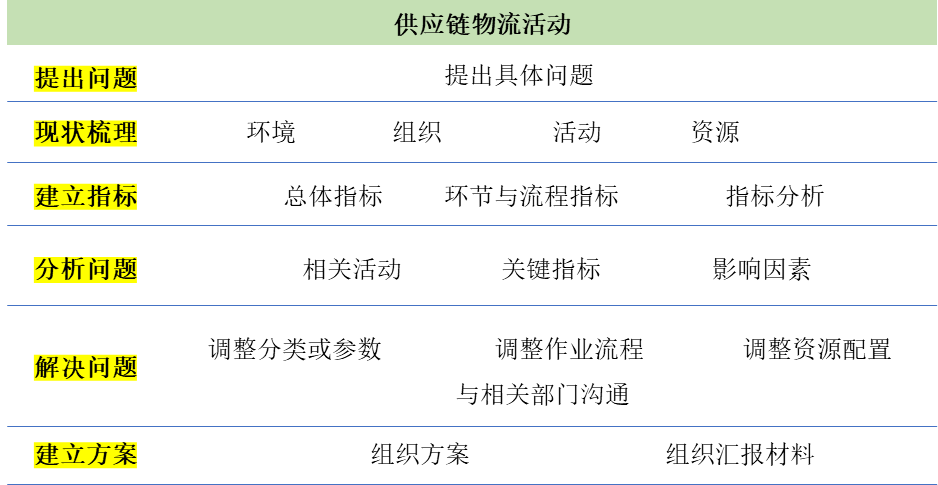 供应链物流活动
提出问题 提出具体问题
现状梳理 环境 组织 活动 资源
建立指标 总体指标 环节与流程指标 指标分析
分析问题 相关活动 关键指标 影响因素
解决问题 调整分类或参数 调整作业流程 调整资源配置
与相关部门沟通
建立方案 组织方案 组织汇报材料